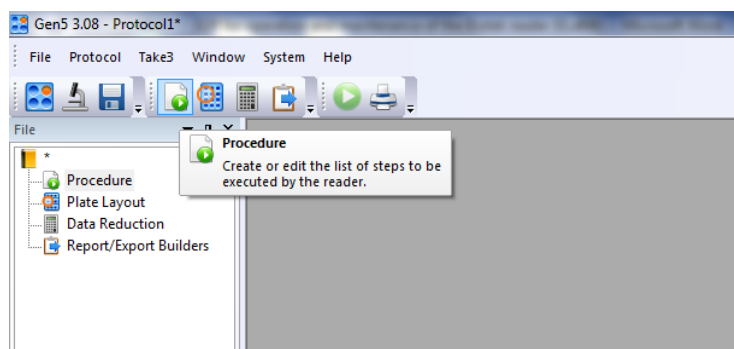 Gen5 3.08 - Protocol1*
File Protocol Take3 Window System Help
File
Procedure
Create or edit the list of steps to be
executed by the reader.
*
Procedure
Plate Layout
Data Reduction
Report/Export Builders